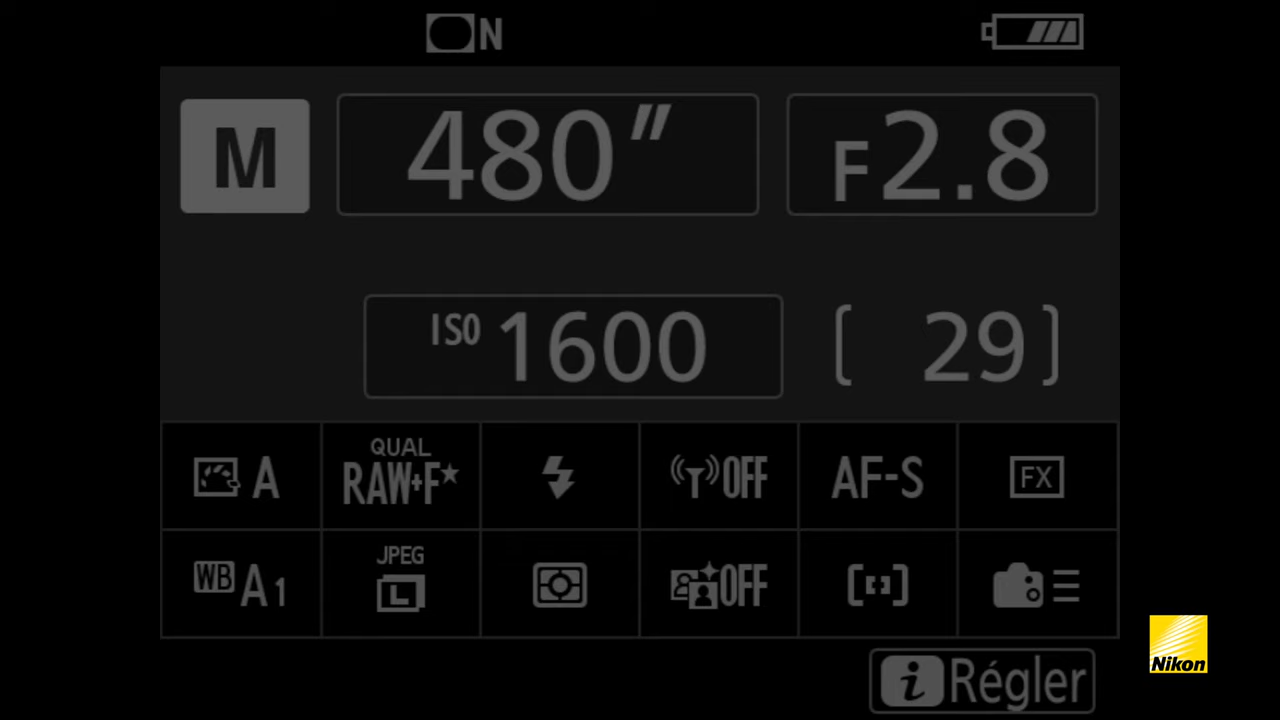 N
M 480″ F2.8
ISO 1600 [ 29]
A QUAL RAW+F★ OFF AF-S FX
WB A1 JPEG L OFF
i Régler
Nikon